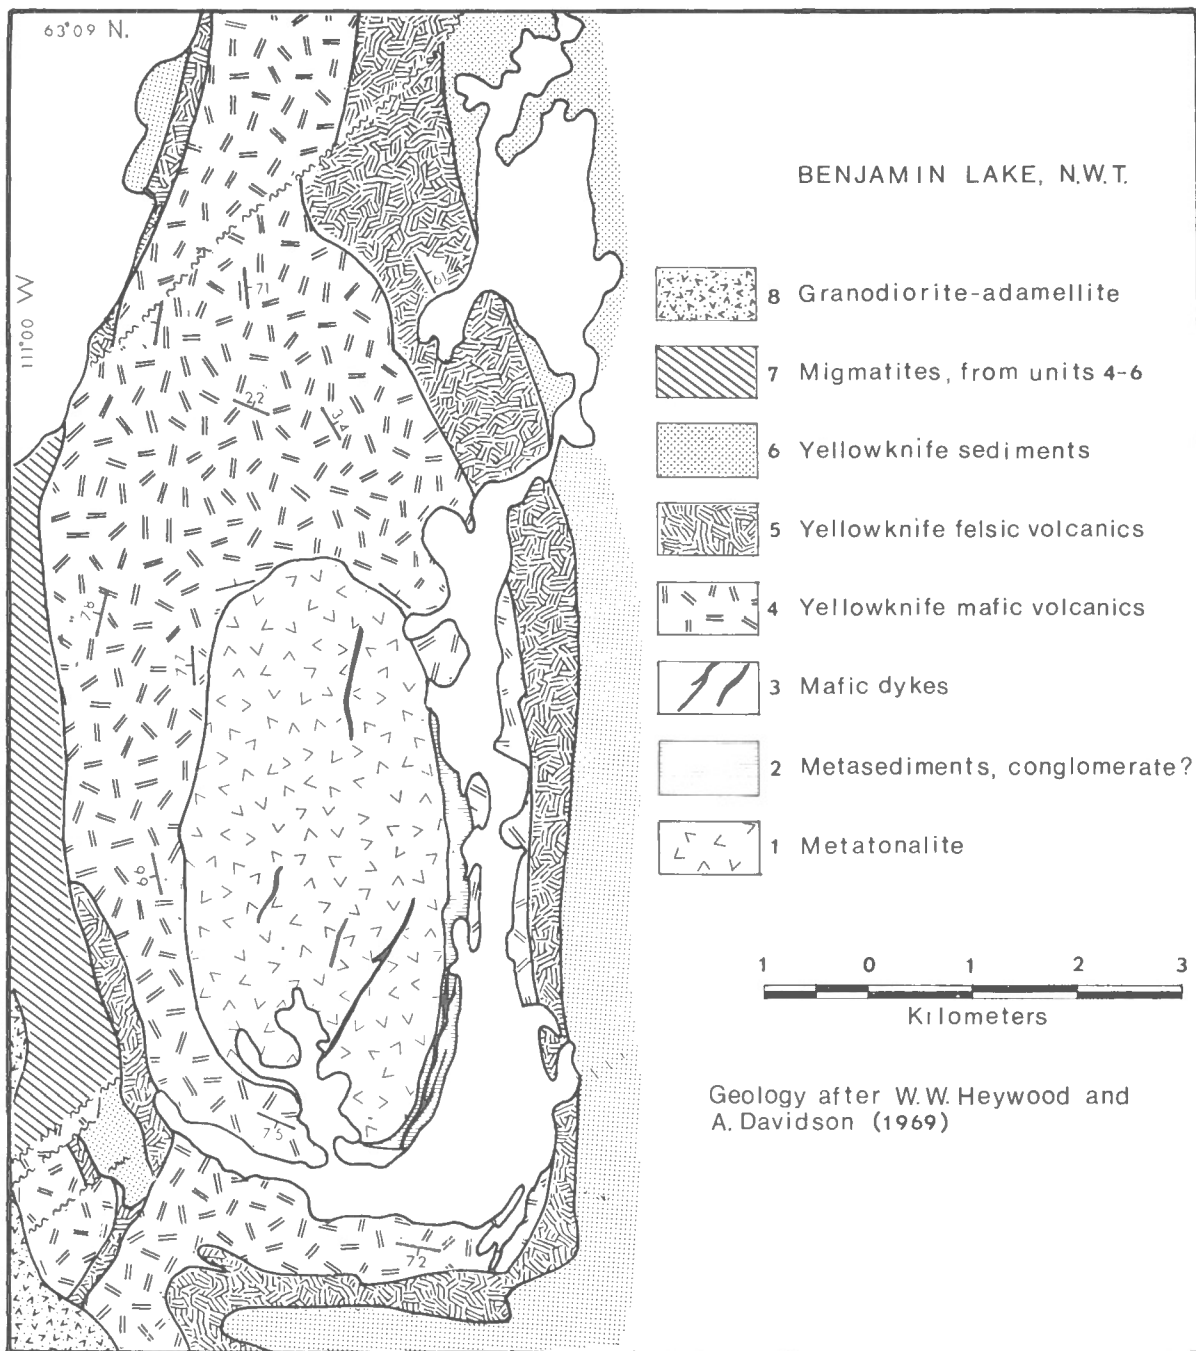 63°09 N.
BENJAMIN LAKE, N.W.T.
111°00 W
8 Granodiorite-adamellite
7 Migmatites, from units 4-6
6 Yellowknife sediments
5 Yellowknife felsic volcanics
4 Yellowknife mafic volcanics
3 Mafic dykes
2 Metasediments, conglomerate?
1 Metatonalite
1 0 1 2 3
Kilometers
Geology after W.W. Heywood and
A. Davidson (1969)
71
22
34
76
77
66
75
72